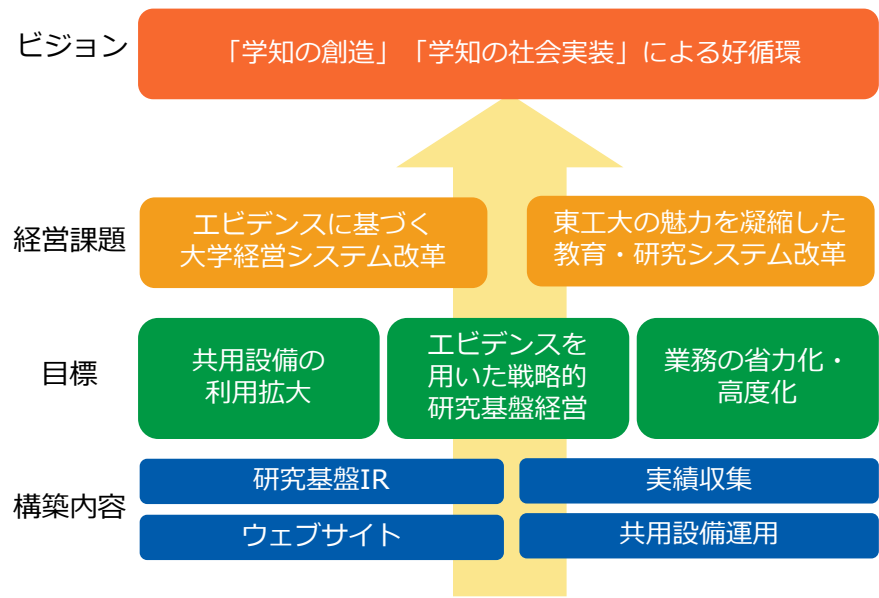 ビジョン
「学知の創造」「学知の社会実装」による好循環
経営課題
エビデンスに基づく
大学経営システム改革
東工大の魅力を凝縮した
教育・研究システム改革
目標
共用設備の
利用拡大
エビデンスを
用いた戦略的
研究基盤経営
業務の省力化・
高度化
構築内容
研究基盤IR
実績収集
ウェブサイト
共用設備運用